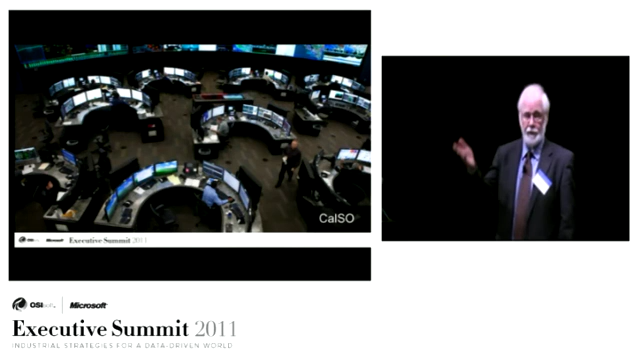 CalSO
Executive Summit 2011
OSIsoft. Microsoft
Executive Summit 2011
INDUSTRIAL STRATEGIES FOR A DATA-DRIVEN WORLD